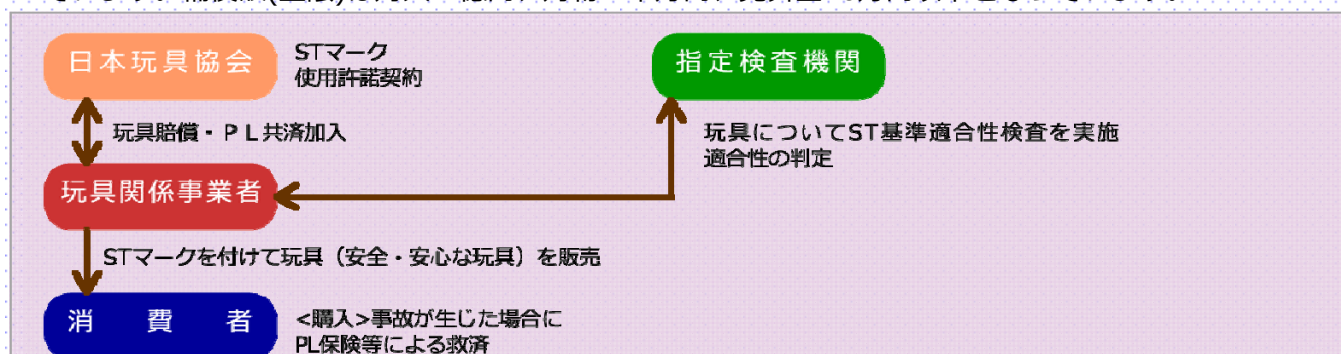 日本玩具協会
STマーク
使用許諾契約
指定検査機関
玩具賠償・ＰＬ共済加入
玩具についてST基準適合性検査を実施
適合性の判定
玩具関係事業者
STマークを付けて玩具（安全・安心な玩具）を販売
消費者
<購入>事故が生じた場合に
PL保険等による救済